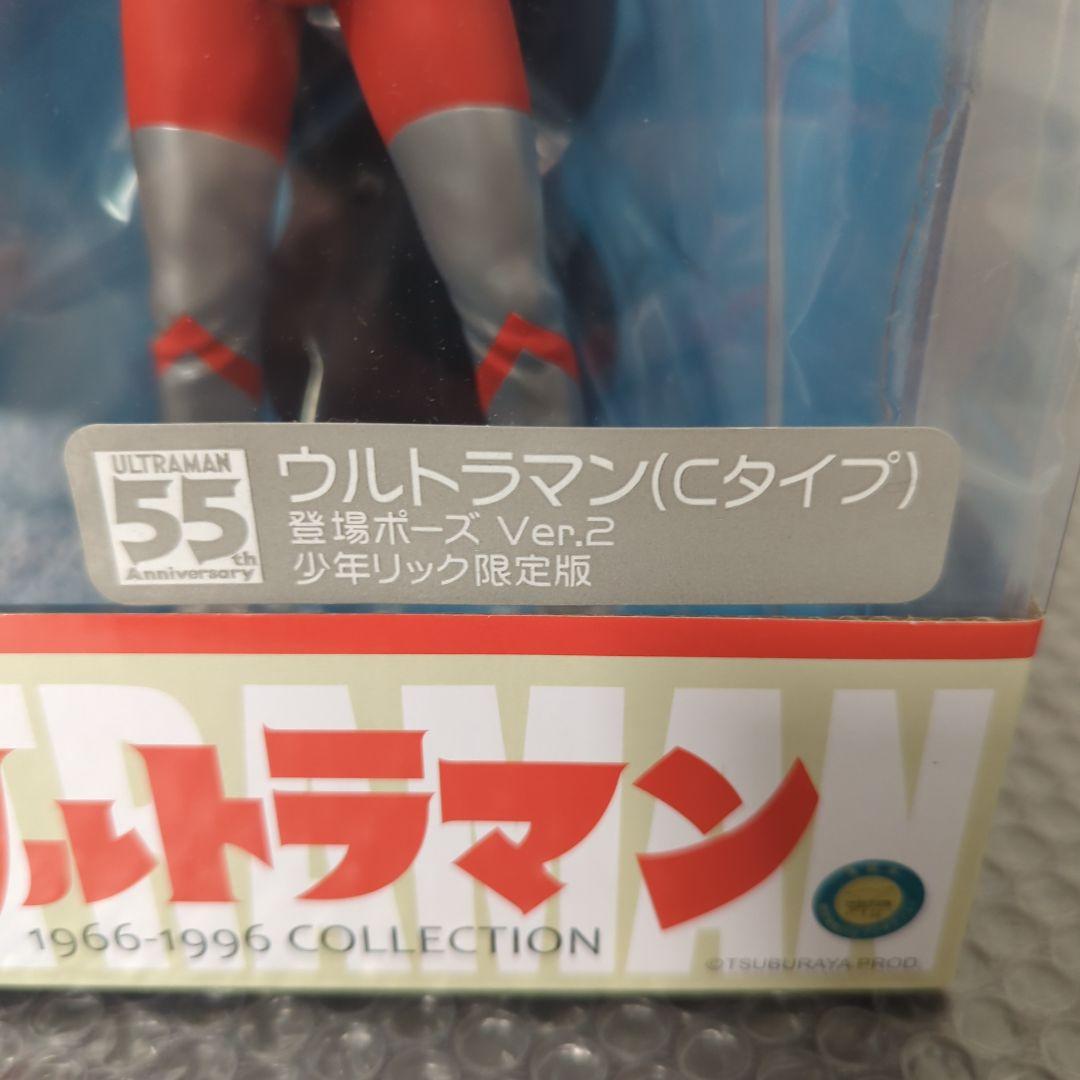 ULTRAMAN
55th
Anniversary
ウルトラマン(Cタイプ)
登場ポーズ Ver.2
少年リック限定版
ルトラマン
1966-1996 COLLECTION
©TSUBURAYA PROD.